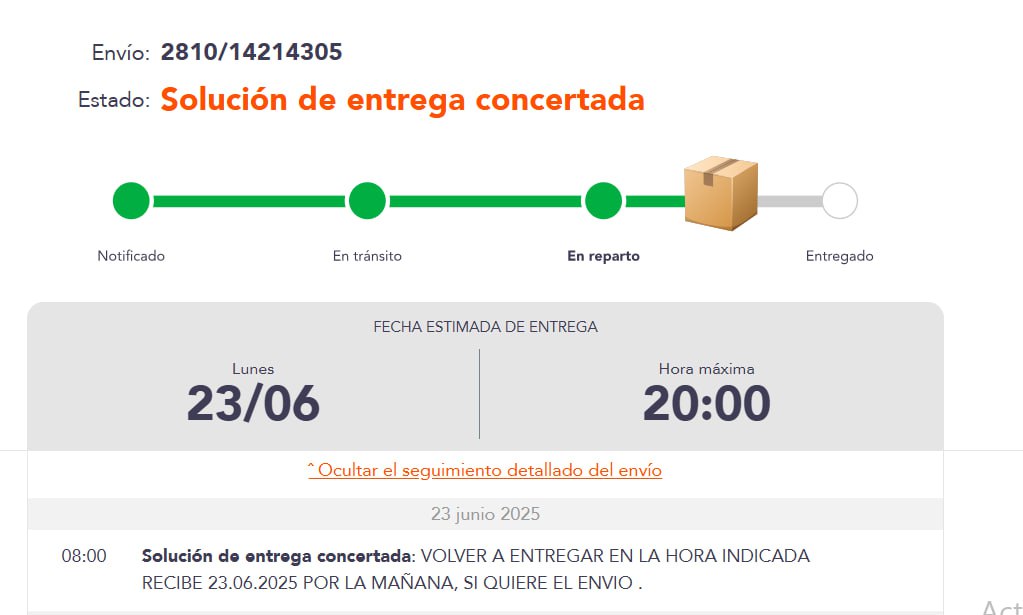 Envío: 2810/14214305
Estado: Solución de entrega concertada
Notificado En tránsito En reparto Entregado
FECHA ESTIMADA DE ENTREGA
Lunes Hora máxima
23/06 20:00
ˆ Ocultar el seguimiento detallado del envío
23 junio 2025
08:00 Solución de entrega concertada: VOLVER A ENTREGAR EN LA HORA INDICADA
RECIBE 23.06.2025 POR LA MAÑANA, SI QUIERE EL ENVIO .